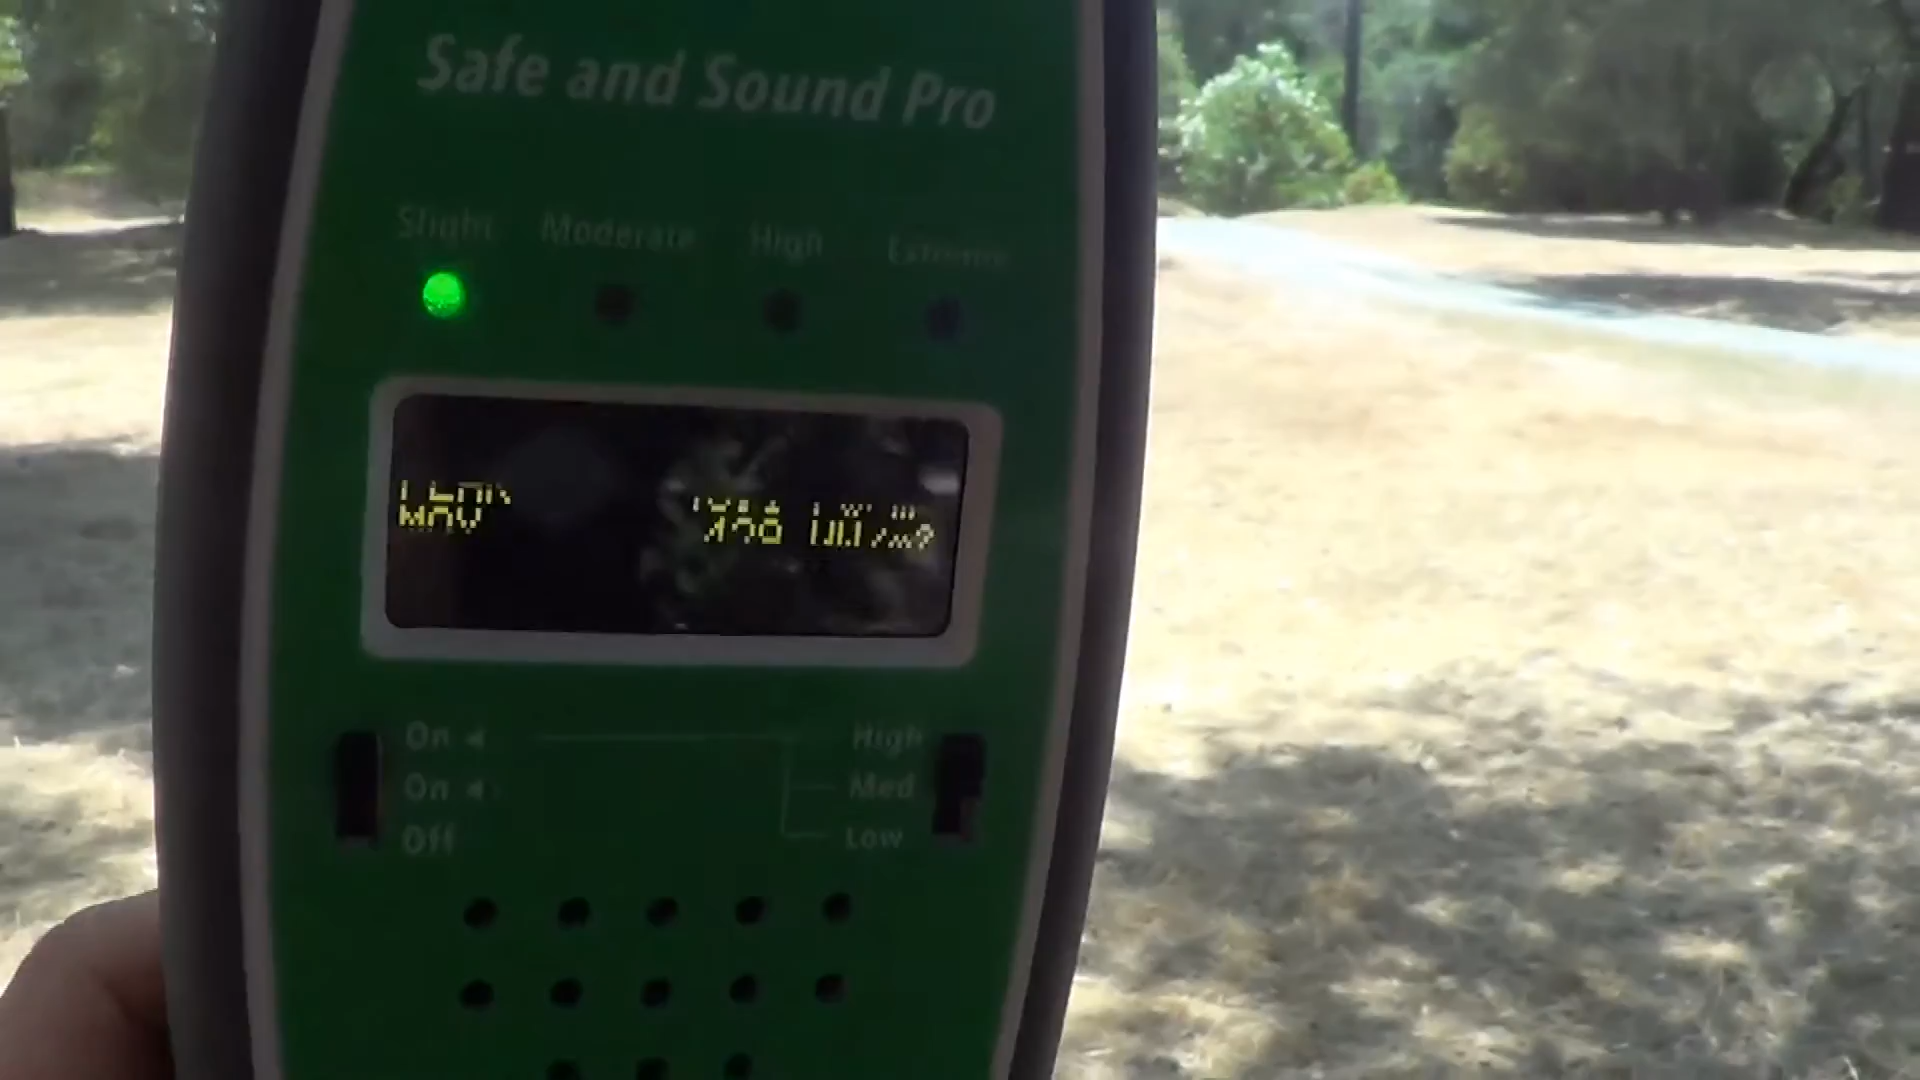 Safe and Sound Pro
Slight Moderate High Extreme
On High
On Med
Off Low